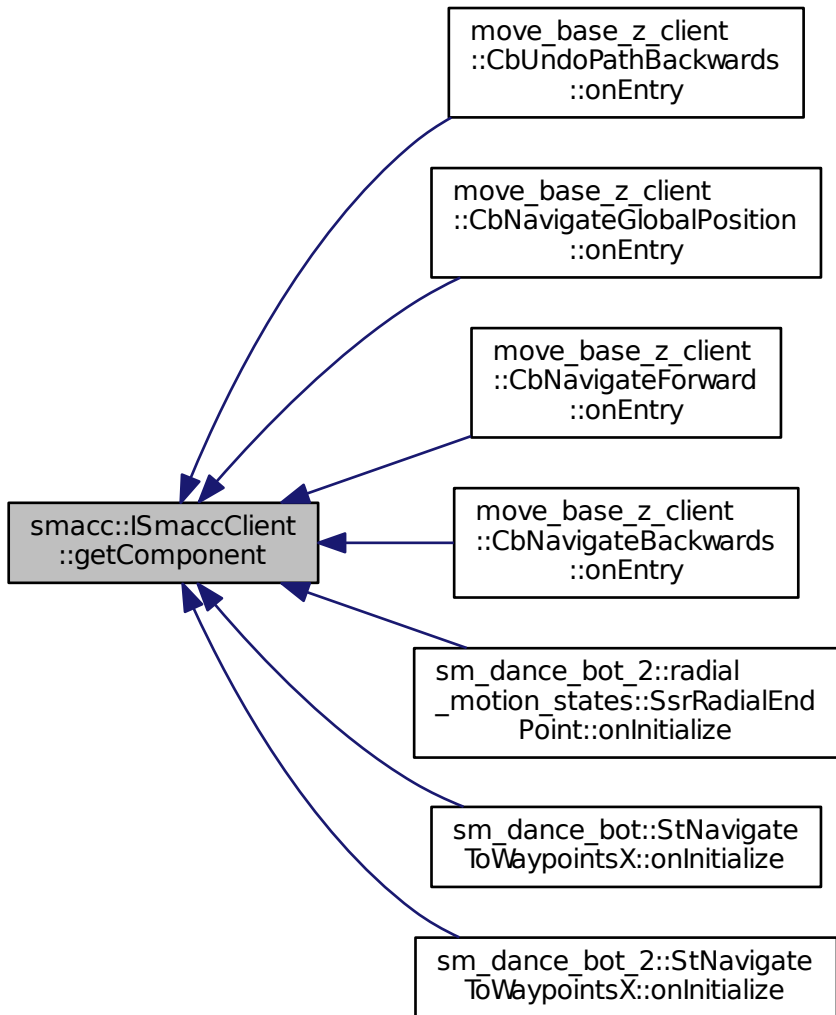 move_base_z_client
::CbUndoPathBackwards
::onEntry
move_base_z_client
::CbNavigateGlobalPosition
::onEntry
move_base_z_client
::CbNavigateForward
::onEntry
smacc::ISmaccClient
::getComponent
move_base_z_client
::CbNavigateBackwards
::onEntry
sm_dance_bot_2::radial
_motion_states::SsrRadialEnd
Point::onInitialize
sm_dance_bot::StNavigate
ToWaypointsX::onInitialize
sm_dance_bot_2::StNavigate
ToWaypointsX::onInitialize